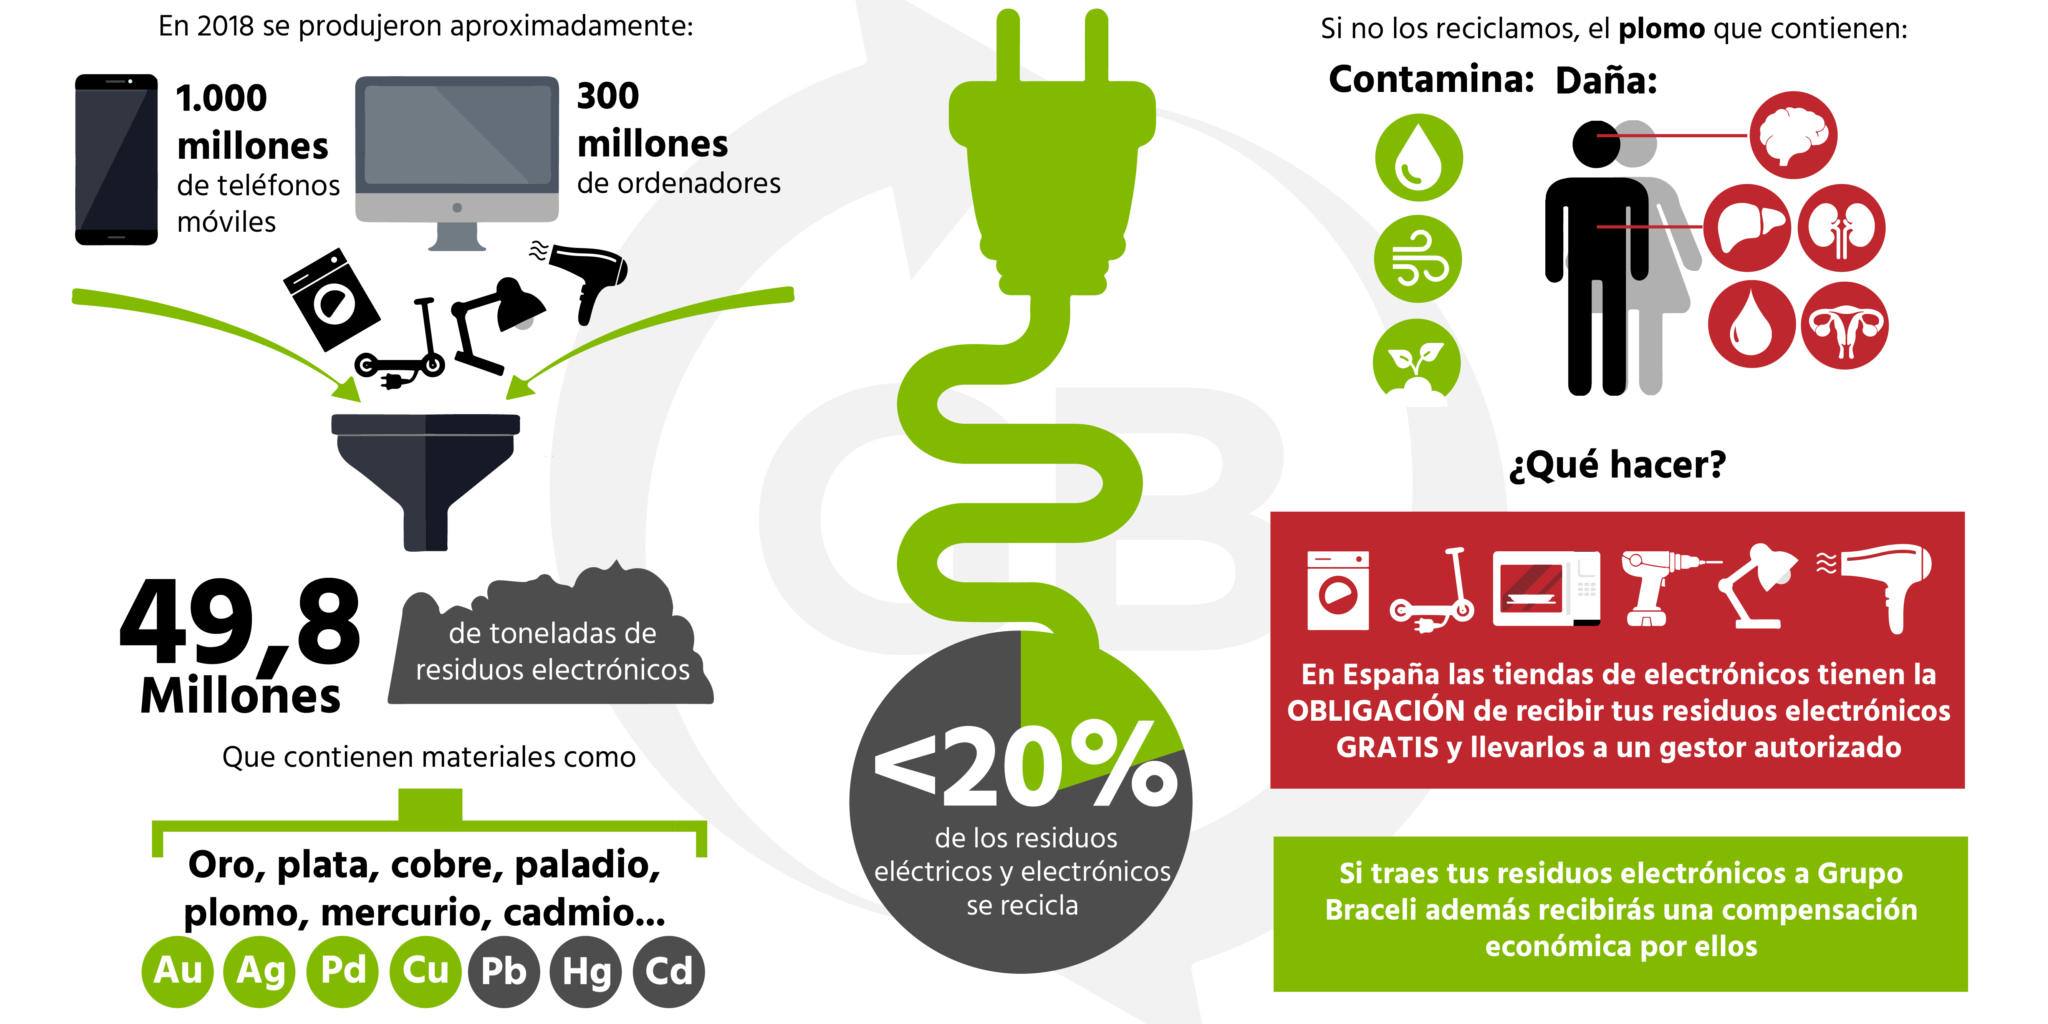 En 2018 se produjeron aproximadamente:
1.000
millones
de teléfonos
móviles
300
millones
de ordenadores
49,8
Millones
de toneladas de
residuos electrónicos
Que contienen materiales como
Oro, plata, cobre, paladio,
plomo, mercurio, cadmio...
Au Ag Pd Cu Pb Hg Cd
GB
<20%
de los residuos
eléctricos y electrónicos
se recicla
Si no los reciclamos, el plomo que contienen:
Contamina: Daña:
¿Qué hacer?
En España las tiendas de electrónicos tienen la
OBLIGACIÓN de recibir tus residuos electrónicos
GRATIS y llevarlos a un gestor autorizado
Si traes tus residuos electrónicos a Grupo
Braceli además recibirás una compensación
económica por ellos